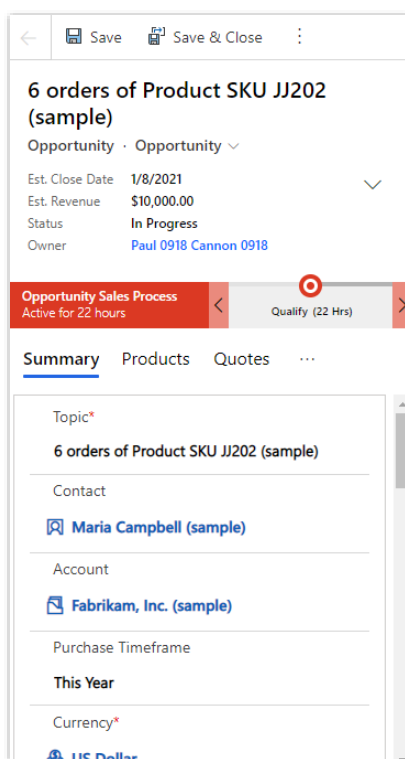 Save Save & Close
6 orders of Product SKU JJ202
(sample)
Opportunity · Opportunity
Est. Close Date 1/8/2021
Est. Revenue $10,000.00
Status In Progress
Owner Paul 0918 Cannon 0918
Opportunity Sales Process
Active for 22 hours
Qualify (22 Hrs)
Summary Products Quotes ...
Topic*
6 orders of Product SKU JJ202 (sample)
Contact
Maria Campbell (sample)
Account
Fabrikam, Inc. (sample)
Purchase Timeframe
This Year
Currency*
US Dollar